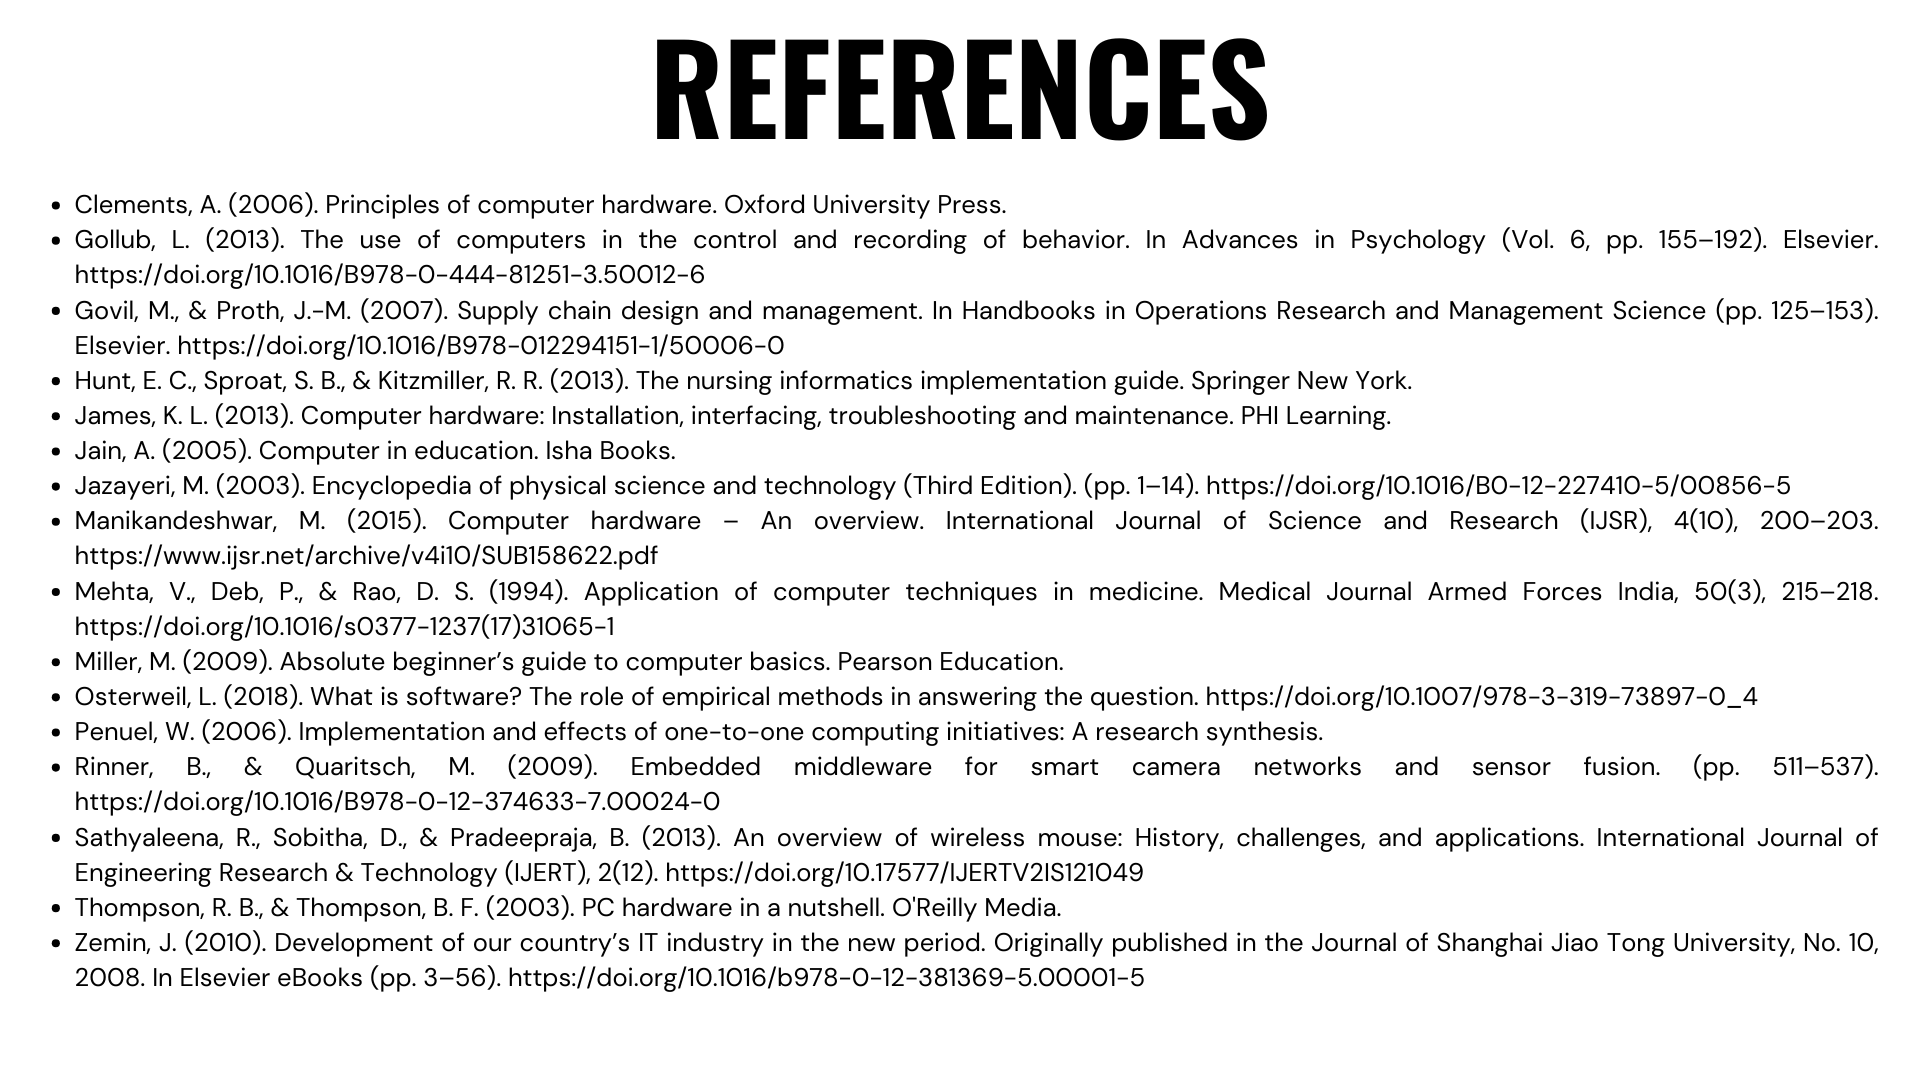 REFERENCES
• Clements, A. (2006). Principles of computer hardware. Oxford University Press.
• Gollub, L. (2013). The use of computers in the control and recording of behavior. In Advances in Psychology (Vol. 6, pp. 155–192). Elsevier.
https://doi.org/10.1016/B978-0-444-81251-3.50012-6
• Govil, M., & Proth, J.-M. (2007). Supply chain design and management. In Handbooks in Operations Research and Management Science (pp. 125–153).
Elsevier. https://doi.org/10.1016/B978-012294151-1/50006-0
• Hunt, E. C., Sproat, S. B., & Kitzmiller, R. R. (2013). The nursing informatics implementation guide. Springer New York.
• James, K. L. (2013). Computer hardware: Installation, interfacing, troubleshooting and maintenance. PHI Learning.
• Jain, A. (2005). Computer in education. Isha Books.
• Jazayeri, M. (2003). Encyclopedia of physical science and technology (Third Edition). (pp. 1–14). https://doi.org/10.1016/B0-12-227410-5/00856-5
• Manikandeshwar, M. (2015). Computer hardware – An overview. International Journal of Science and Research (IJSR), 4(10), 200–203.
https://www.ijsr.net/archive/v4i10/SUB158622.pdf
• Mehta, V., Deb, P., & Rao, D. S. (1994). Application of computer techniques in medicine. Medical Journal Armed Forces India, 50(3), 215–218.
https://doi.org/10.1016/s0377-1237(17)31065-1
• Miller, M. (2009). Absolute beginner’s guide to computer basics. Pearson Education.
• Osterweil, L. (2018). What is software? The role of empirical methods in answering the question. https://doi.org/10.1007/978-3-319-73897-0_4
• Penuel, W. (2006). Implementation and effects of one-to-one computing initiatives: A research synthesis.
• Rinner, B., & Quaritsch, M. (2009). Embedded middleware for smart camera networks and sensor fusion. (pp. 511–537).
https://doi.org/10.1016/B978-0-12-374633-7.00024-0
• Sathyaleena, R., Sobitha, D., & Pradeepraja, B. (2013). An overview of wireless mouse: History, challenges, and applications. International Journal of
Engineering Research & Technology (IJERT), 2(12). https://doi.org/10.17577/IJERTV2IS121049
• Thompson, R. B., & Thompson, B. F. (2003). PC hardware in a nutshell. O'Reilly Media.
• Zemin, J. (2010). Development of our country’s IT industry in the new period. Originally published in the Journal of Shanghai Jiao Tong University, No. 10,
2008. In Elsevier eBooks (pp. 3–56). https://doi.org/10.1016/b978-0-12-381369-5.00001-5